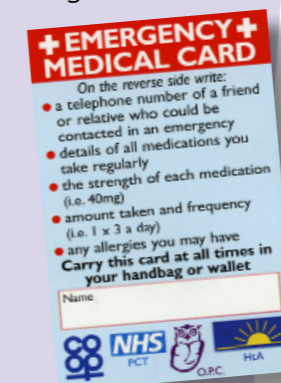 EMERGENCY
MEDICAL CARD
On the reverse side write:
• a telephone number of a friend
or relative who could be
contacted in an emergency
• details of all medications you
take regularly
• the strength of each medication
(i.e. 40mg)
• amount taken and frequency
(i.e. 1 x 3 a day)
• any allergies you may have
Carry this card at all times in
your handbag or wallet
Name
CO
OP
NHS
PCT
O.P.C.
HLA